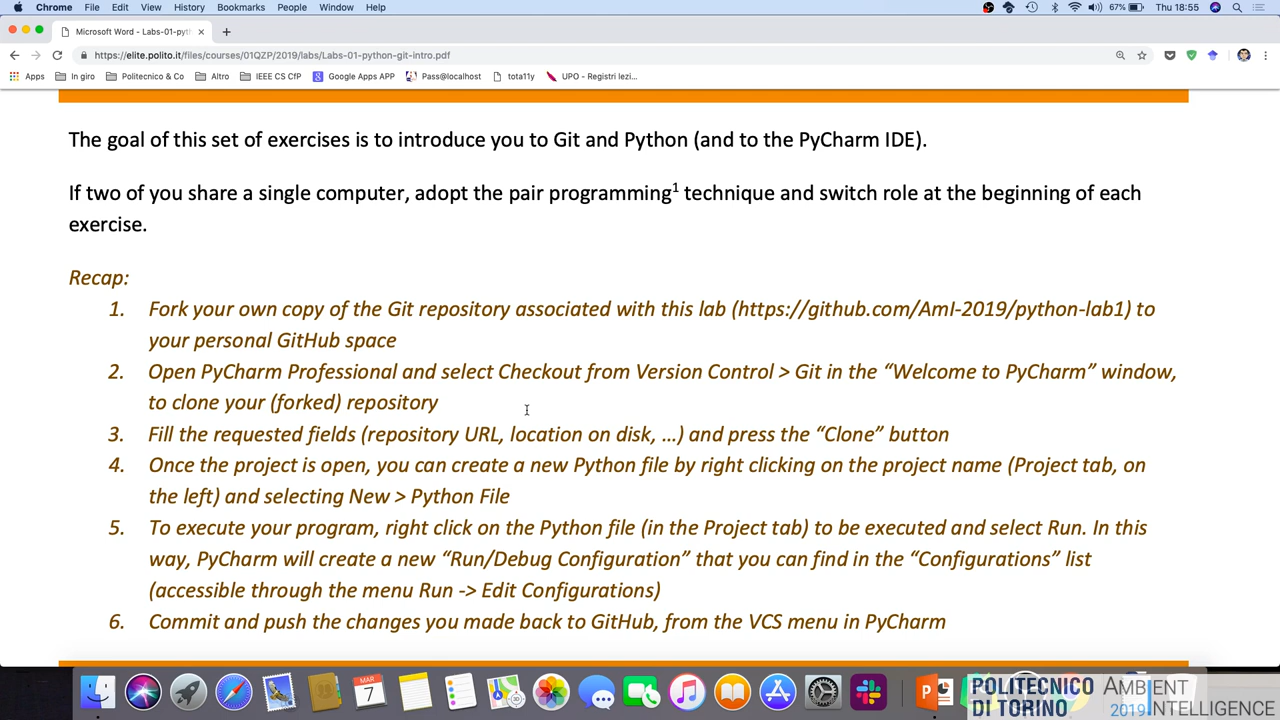 Chrome File Edit View History Bookmarks People Window Help 67% Thu 18:55
Microsoft Word - Labs-01-pyth
https://elite.polito.it/files/courses/01QZP/2019/labs/Labs-01-python-git-intro.pdf
Apps In giro Politecnico & Co Altro IEEE CS CfP Google Apps APP Pass@localhost tota11y UPO - Registri lezi...
The goal of this set of exercises is to introduce you to Git and Python (and to the PyCharm IDE).
If two of you share a single computer, adopt the pair programming¹ technique and switch role at the beginning of each
exercise.
Recap:
1. Fork your own copy of the Git repository associated with this lab (https://github.com/AmI-2019/python-lab1) to
your personal GitHub space
2. Open PyCharm Professional and select Checkout from Version Control > Git in the “Welcome to PyCharm” window,
to clone your (forked) repository
3. Fill the requested fields (repository URL, location on disk, …) and press the “Clone” button
4. Once the project is open, you can create a new Python file by right clicking on the project name (Project tab, on
the left) and selecting New > Python File
5. To execute your program, right click on the Python file (in the Project tab) to be executed and select Run. In this
way, PyCharm will create a new “Run/Debug Configuration” that you can find in the “Configurations” list
(accessible through the menu Run -> Edit Configurations)
6. Commit and push the changes you made back to GitHub, from the VCS menu in PyCharm
MAR
7
POLITECNICO
DI TORINO
AMBIENT
2019 INTELLIGENCE